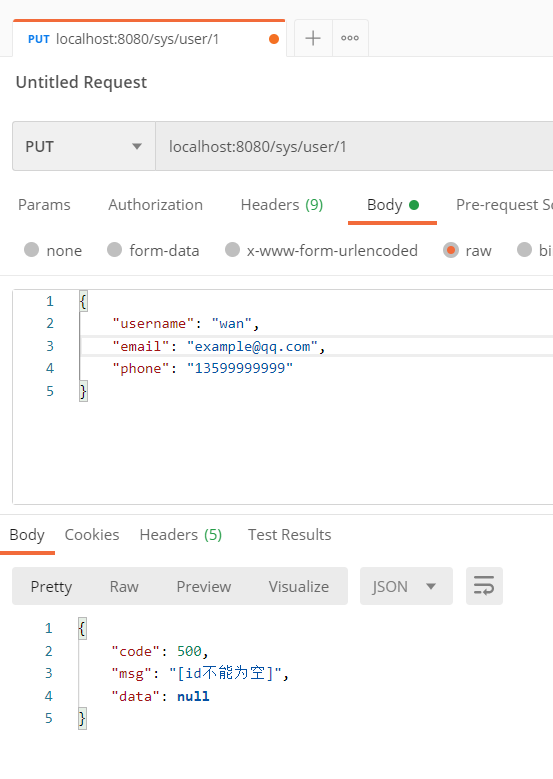 PUT localhost:8080/sys/user/1
Untitled Request
PUT localhost:8080/sys/user/1
Params Authorization Headers (9) Body Pre-request Sc
none form-data x-www-form-urlencoded raw bi
1 {
2 "username": "wan",
3 "email": "example@qq.com",
4 "phone": "13599999999"
5 }
Body Cookies Headers (5) Test Results
Pretty Raw Preview Visualize JSON
1 {
2 "code": 500,
3 "msg": "[id不能为空]",
4 "data": null
5 }